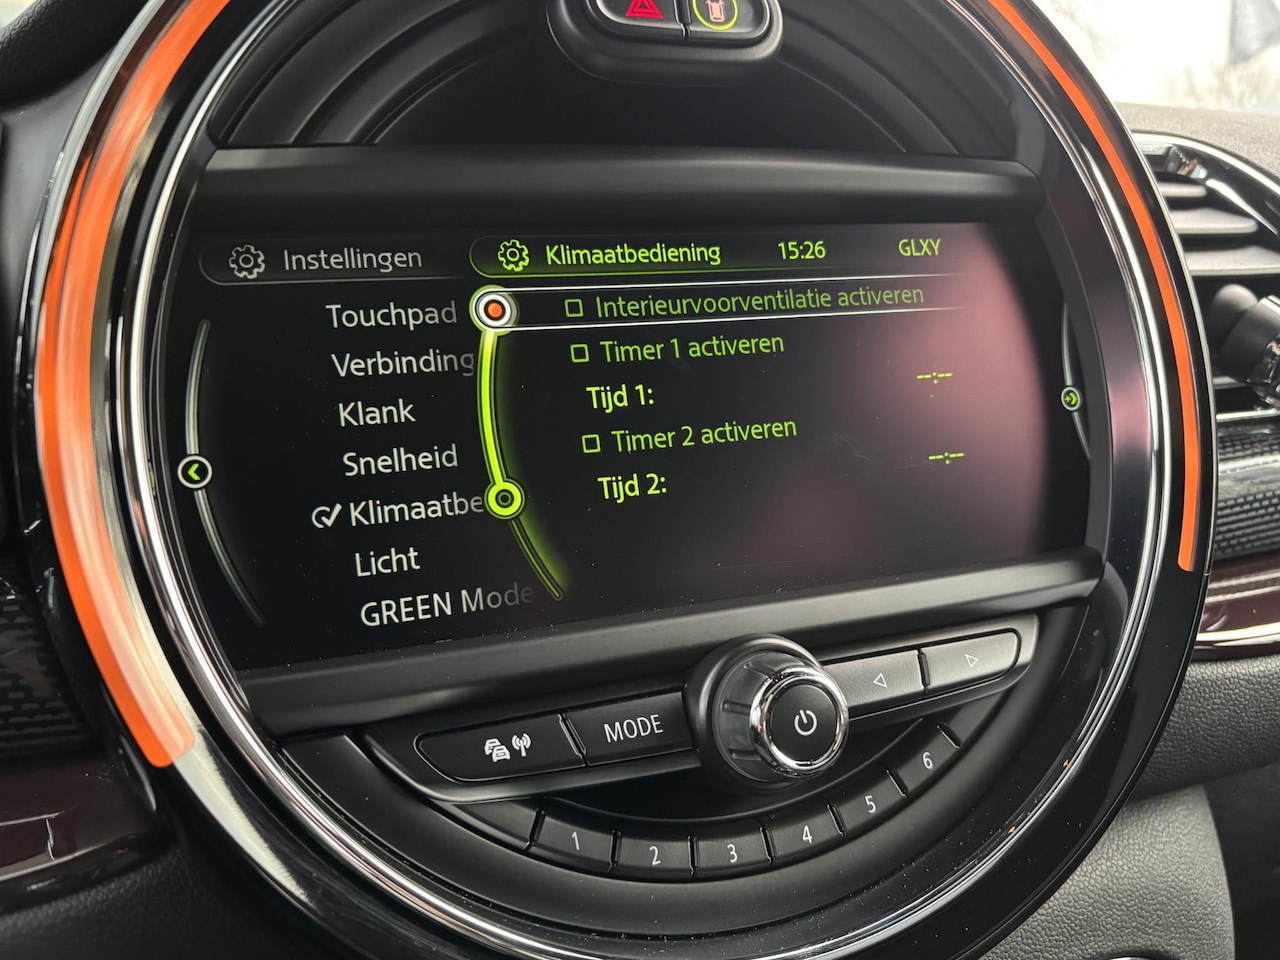 Instellingen
Klimaatbediening 15:26 GLXY
Touchpad
Verbinding
Klank
Snelheid
Klimaatbe
Licht
GREEN Mode
Interieurvoorventilatie activeren
Timer 1 activeren
Tijd 1: --:--
Timer 2 activeren
Tijd 2: --:--
MODE
1 2 3 4 5 6